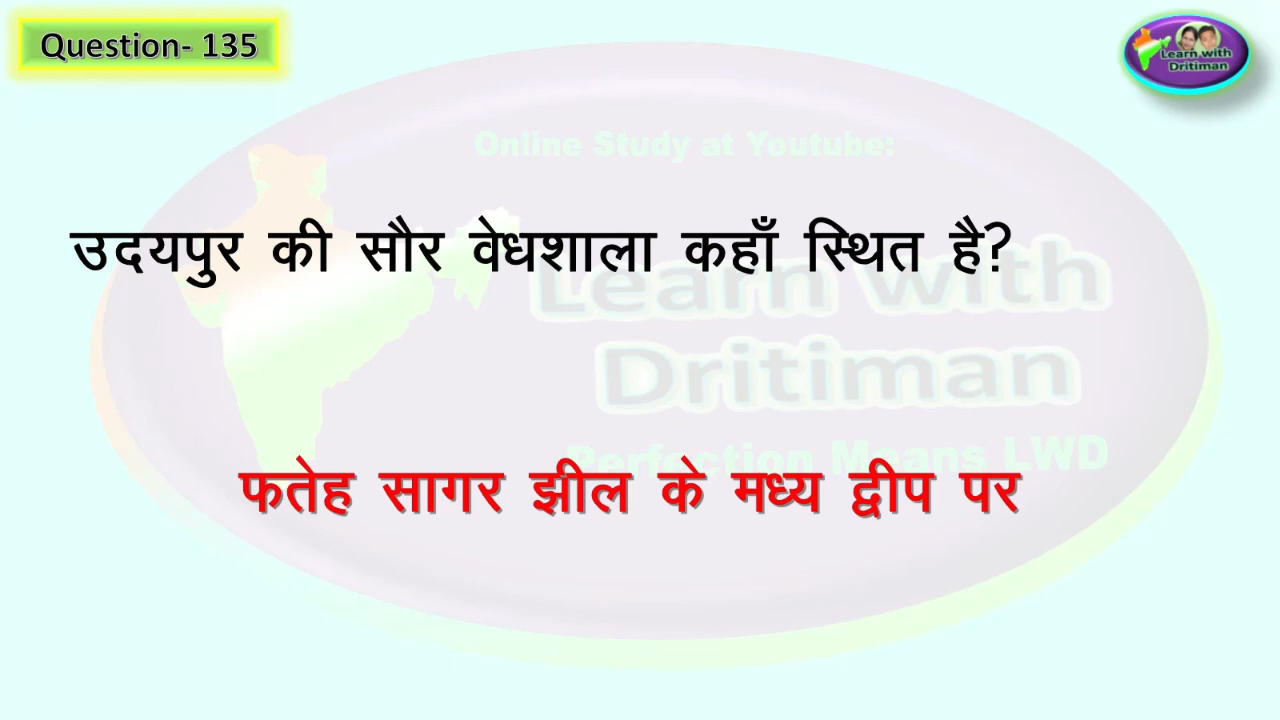 Question- 135
Learn with
Dritiman
Online Study at Youtube:
उदयपुर की सौर वेधशाला कहाँ स्थित है?
Learn with
Dritiman
Perfection Means LWD
फतेह सागर झील के मध्य द्वीप पर